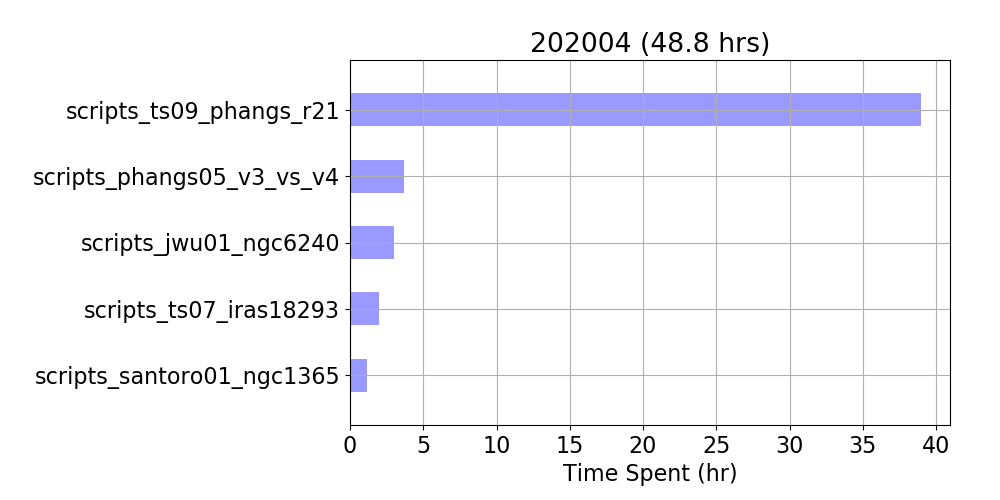 202004 (48.8 hrs)
scripts_ts09_phangs_r21
scripts_phangs05_v3_vs_v4
scripts_jwu01_ngc6240
scripts_ts07_iras18293
scripts_santoro01_ngc1365
0 5 10 15 20 25 30 35 40
Time Spent (hr)